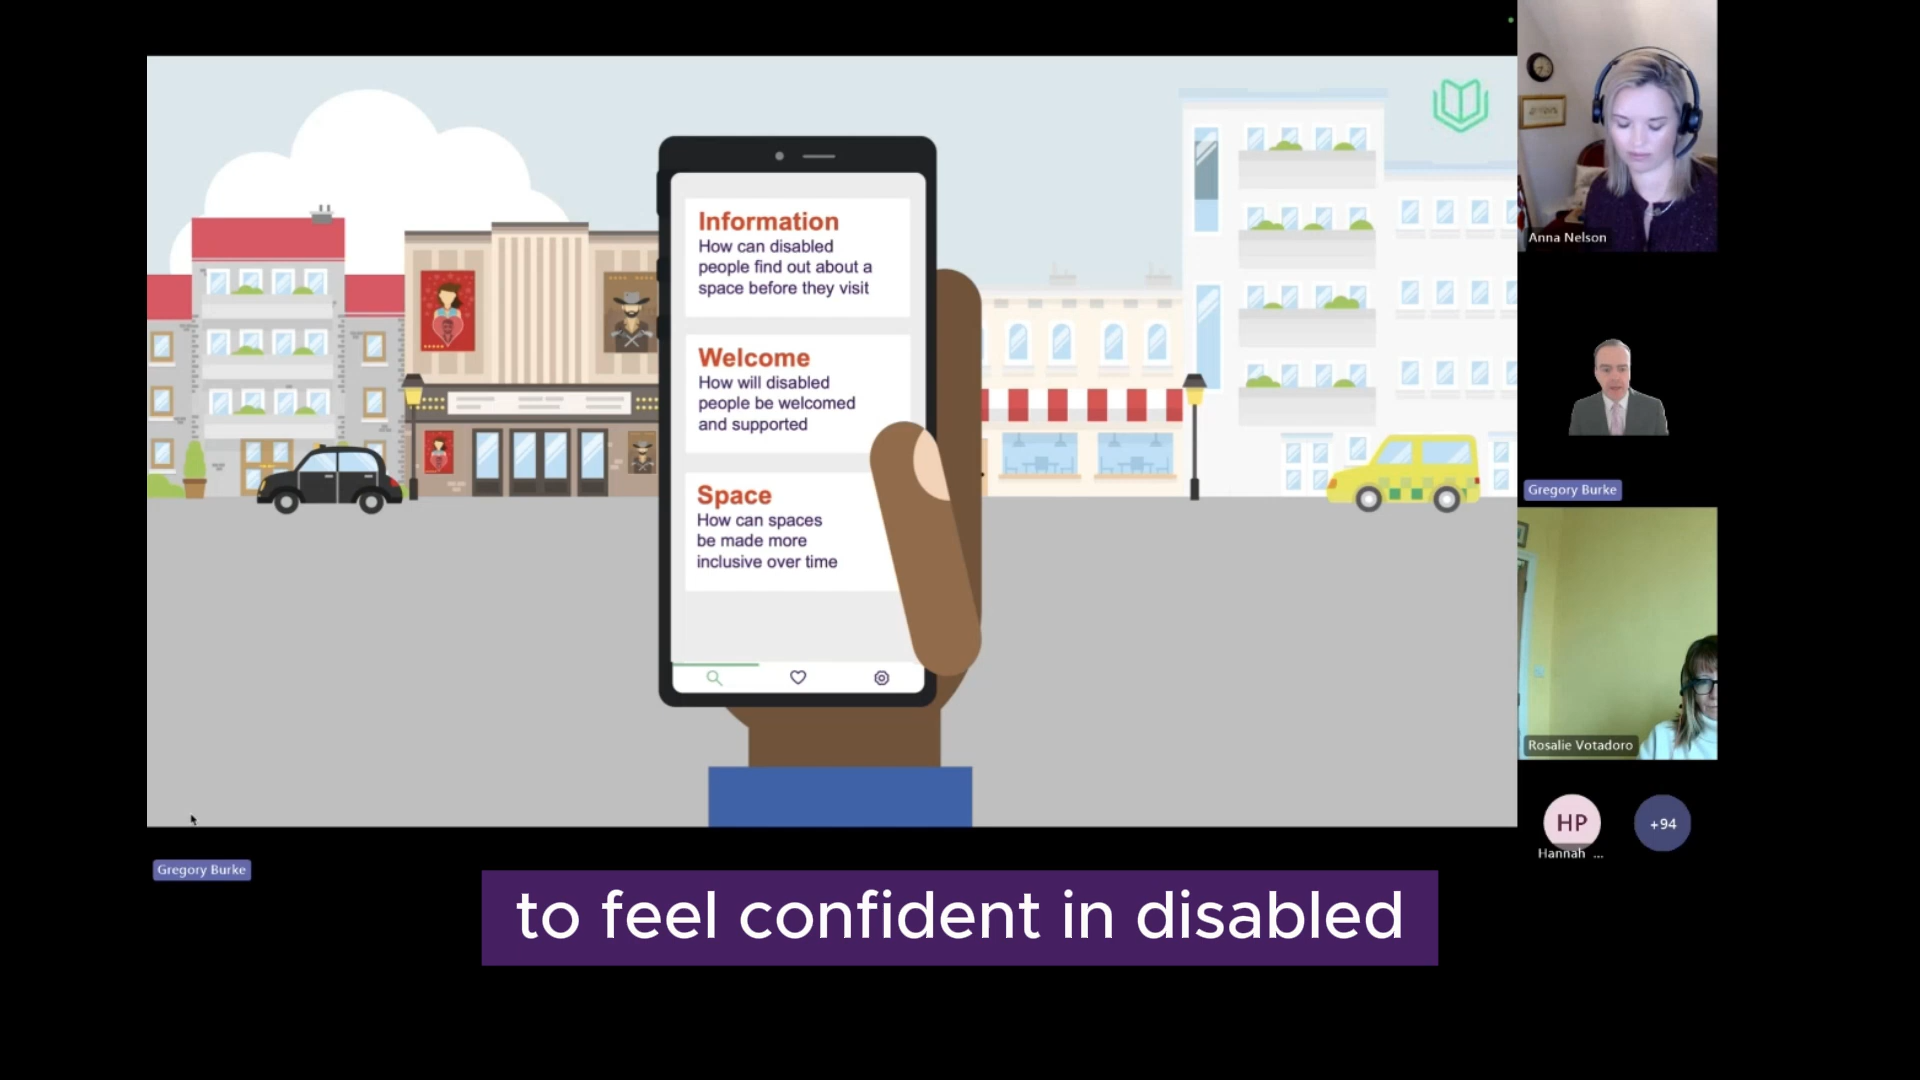 Information
How can disabled
people find out about a
space before they visit
Welcome
How will disabled
people be welcomed
and supported
Space
How can spaces
be made more
inclusive over time
Anna Nelson
Gregory Burke
Rosalie Votadoro
HP
Hannah ...
+94
Gregory Burke
to feel confident in disabled